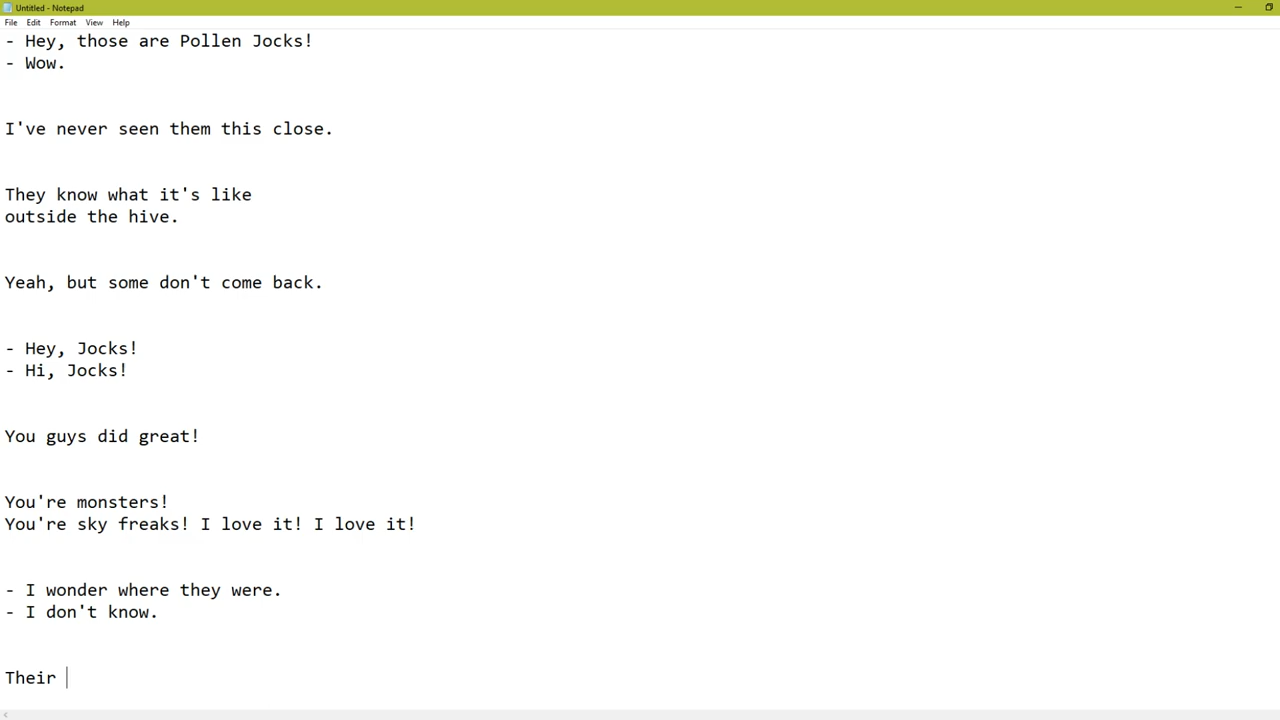 Untitled - Notepad
File Edit Format View Help
- Hey, those are Pollen Jocks!
- Wow.
I've never seen them this close.
They know what it's like
outside the hive.
Yeah, but some don't come back.
- Hey, Jocks!
- Hi, Jocks!
You guys did great!
You're monsters!
You're sky freaks! I love it! I love it!
- I wonder where they were.
- I don't know.
Their